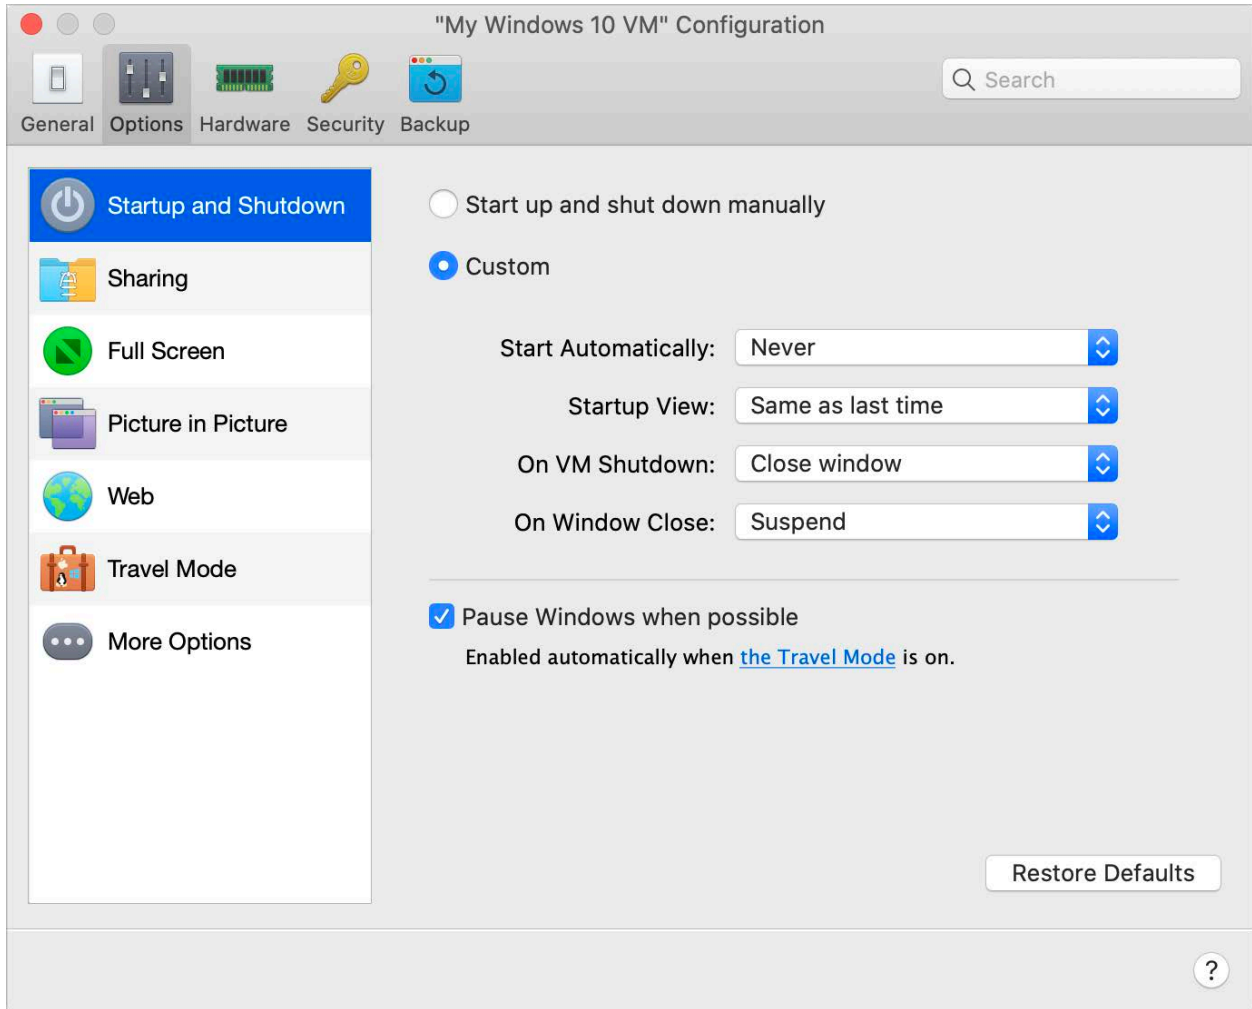 "My Windows 10 VM" Configuration
General Options Hardware Security Backup
Search
Startup and Shutdown
Sharing
Full Screen
Picture in Picture
Web
Travel Mode
More Options
Start up and shut down manually
Custom
Start Automatically: Never
Startup View: Same as last time
On VM Shutdown: Close window
On Window Close: Suspend
Pause Windows when possible
Enabled automatically when the Travel Mode is on.
Restore Defaults
?